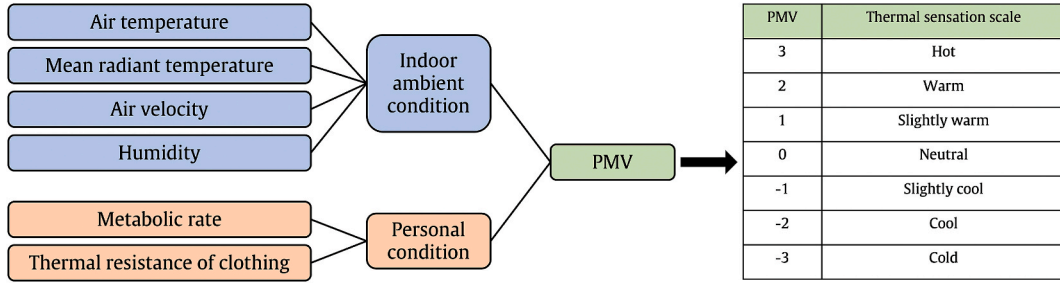 Air temperature
Mean radiant temperature
Air velocity
Humidity
Indoor
ambient
condition
Metabolic rate
Thermal resistance of clothing
Personal
condition
PMV
PMV Thermal sensation scale
3 Hot
2 Warm
1 Slightly warm
0 Neutral
-1 Slightly cool
-2 Cool
-3 Cold